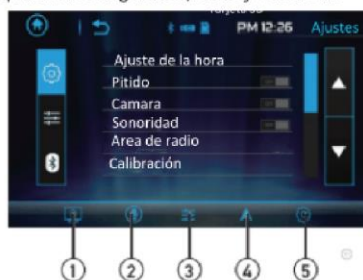 PM 12:26 Ajustes
Ajuste de la hora
Pitido
Camara
Sonoridad
Area de radio
Calibración
1 2 3 4 5